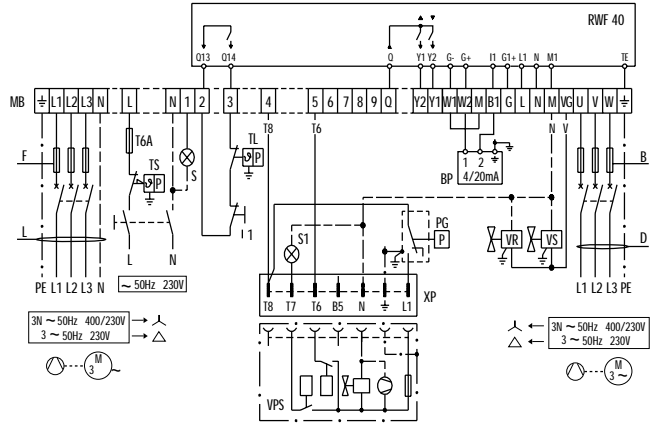 RWF 40
Q13 Q14 Q Y1 Y2 G- G+ I1 G1+ L1 N M1 TE
MB L1 L2 L3 N L N 1 2 3 4 5 6 7 8 9 Q Y2 Y1 W1 W2 M B1 G L N M VG U V W
T8 T6 N V
F T6A TS ϑ P S TL ϑ P 1 2 B
BP 4/20mA
I1 S1 PG P VR VS
L L N D
PE L1 L2 L3 N ~ 50Hz 230V U1 L2 L3 PE
T8 T7 T6 B5 N L1 XP
3N ~ 50Hz 400/230V
3 ~ 50Hz 230V
3N ~ 50Hz 400/230V
3 ~ 50Hz 230V
M
3 ~
VPS
M
3 ~